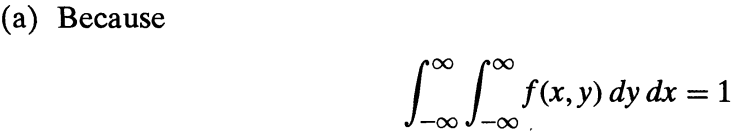 (a) Because
∫_{-∞}^{∞} ∫_{-∞}^{∞} f(x, y) dy dx = 1